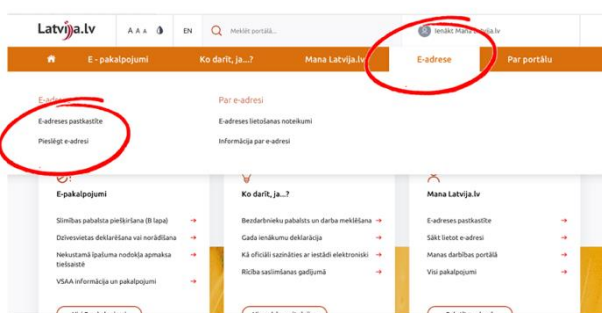 Latvija.lv
A A A
EN
Meklēt portālā...
Ienākt Mana Latvija.lv
E - pakalpojumi
Ko darīt, ja...?
Mana Latvija.lv
E-adrese
Par portālu
E-adrese
Par e-adresi
E-adreses pastkastīte
E-adreses lietošanas noteikumi
Pieslēgt e-adresi
Informācija par e-adresi
E-pakalpojumi
Slimības pabalsta piešķiršana (B lapa)
Dzīvesvietas deklarēšana vai norādīšana
Nekustamā īpašuma nodokļa apmaksa
tiešsaistē
VSAA informācija un pakalpojumi
Ko darīt, ja...?
Bezdarbnieku pabalsts un darba meklēšana
Gada ienākumu deklarācija
Kā oficiāli sazināties ar iestādi elektroniski
Rīcība saslimšanas gadījumā
Mana Latvija.lv
E-adreses pastkastīte
Sākt lietot e-adresi
Manas darbības portālā
Visi pakalpojumi